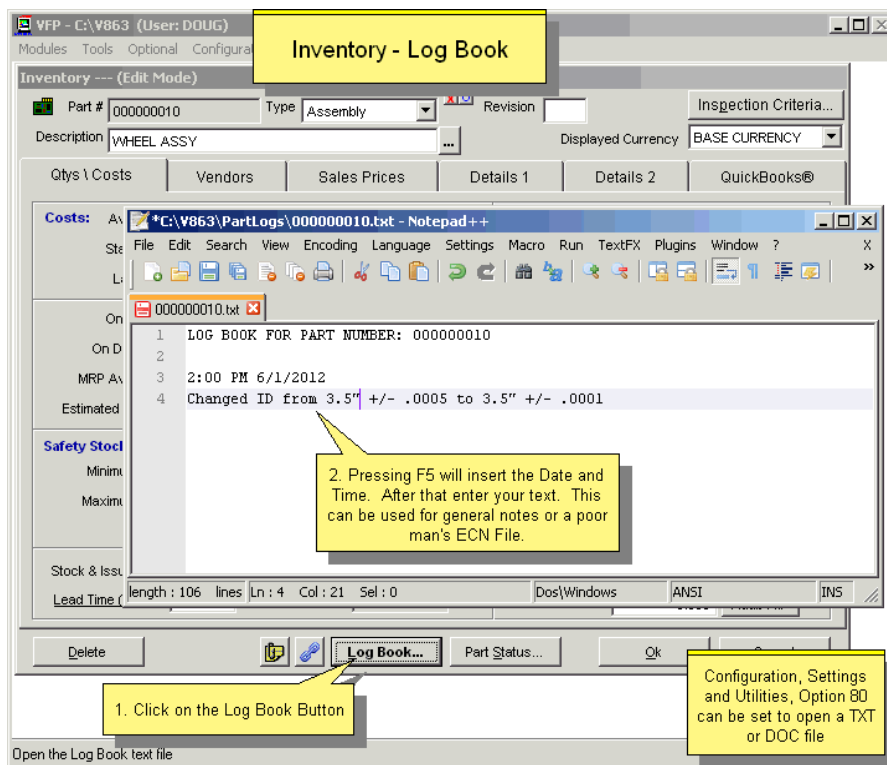 VFP - C:\V863 (User: DOUG)
Inventory - Log Book
Modules Tools Optional
Inventory --- (Edit Mode)
Part # 000000010 Type Assembly Revision Inspection Criteria...
Description WHEEL ASSY ... Displayed Currency BASE CURRENCY
Qtys \ Costs Vendors Sales Prices Details 1 Details 2 QuickBooks®
Costs:
*C:\V863\PartLogs\000000010.txt - Notepad++
File Edit Search View Encoding Language Settings Macro Run TextFX Plugins Window ? X
»
000000010.txt
1 LOG BOOK FOR PART NUMBER: 000000010
2
3 2:00 PM 6/1/2012
4 Changed ID from 3.5" +/- .0005 to 3.5" +/- .0001
On
On D
MRP
Estimated
Safety
2. Pressing F5 will insert the Date and
Time. After that enter your text. This
can be used for general notes or a poor
man's ECN File.
Stock &
Lead Time
length : 106 lines Ln : 4 Col : 21 Sel : 0 Dos\Windows ANSI INS
Delete Log Book... Part Status... Ok
1. Click on the Log Book Button
Configuration, Settings
and Utilities, Option 80
can be set to open a TXT
or DOC file
Open the Log Book text file